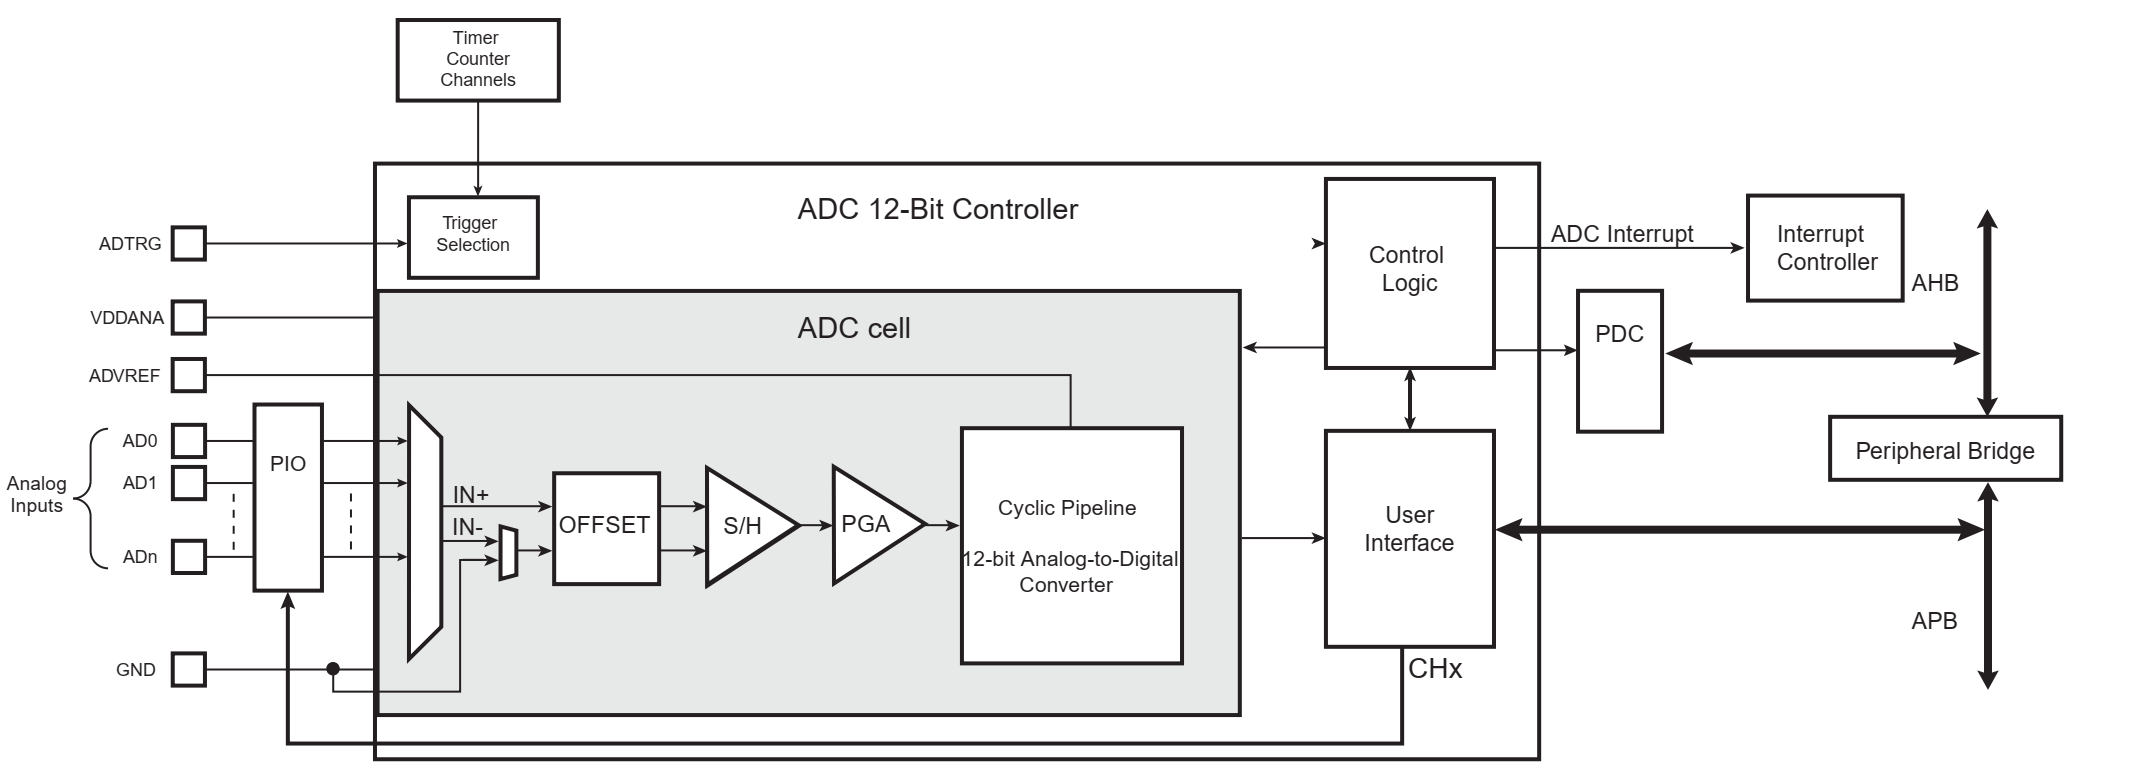 Timer
Counter
Channels
ADC 12-Bit Controller
Trigger
Selection
ADTRG
Control
Logic
ADC Interrupt
Interrupt
Controller
AHB
VDDANA
ADC cell
PDC
ADVREF
Analog
Inputs
AD0
AD1
ADn
PIO
IN+
IN-
OFFSET
S/H
PGA
Cyclic Pipeline
12-bit Analog-to-Digital
Converter
User
Interface
Peripheral Bridge
APB
GND
CHx